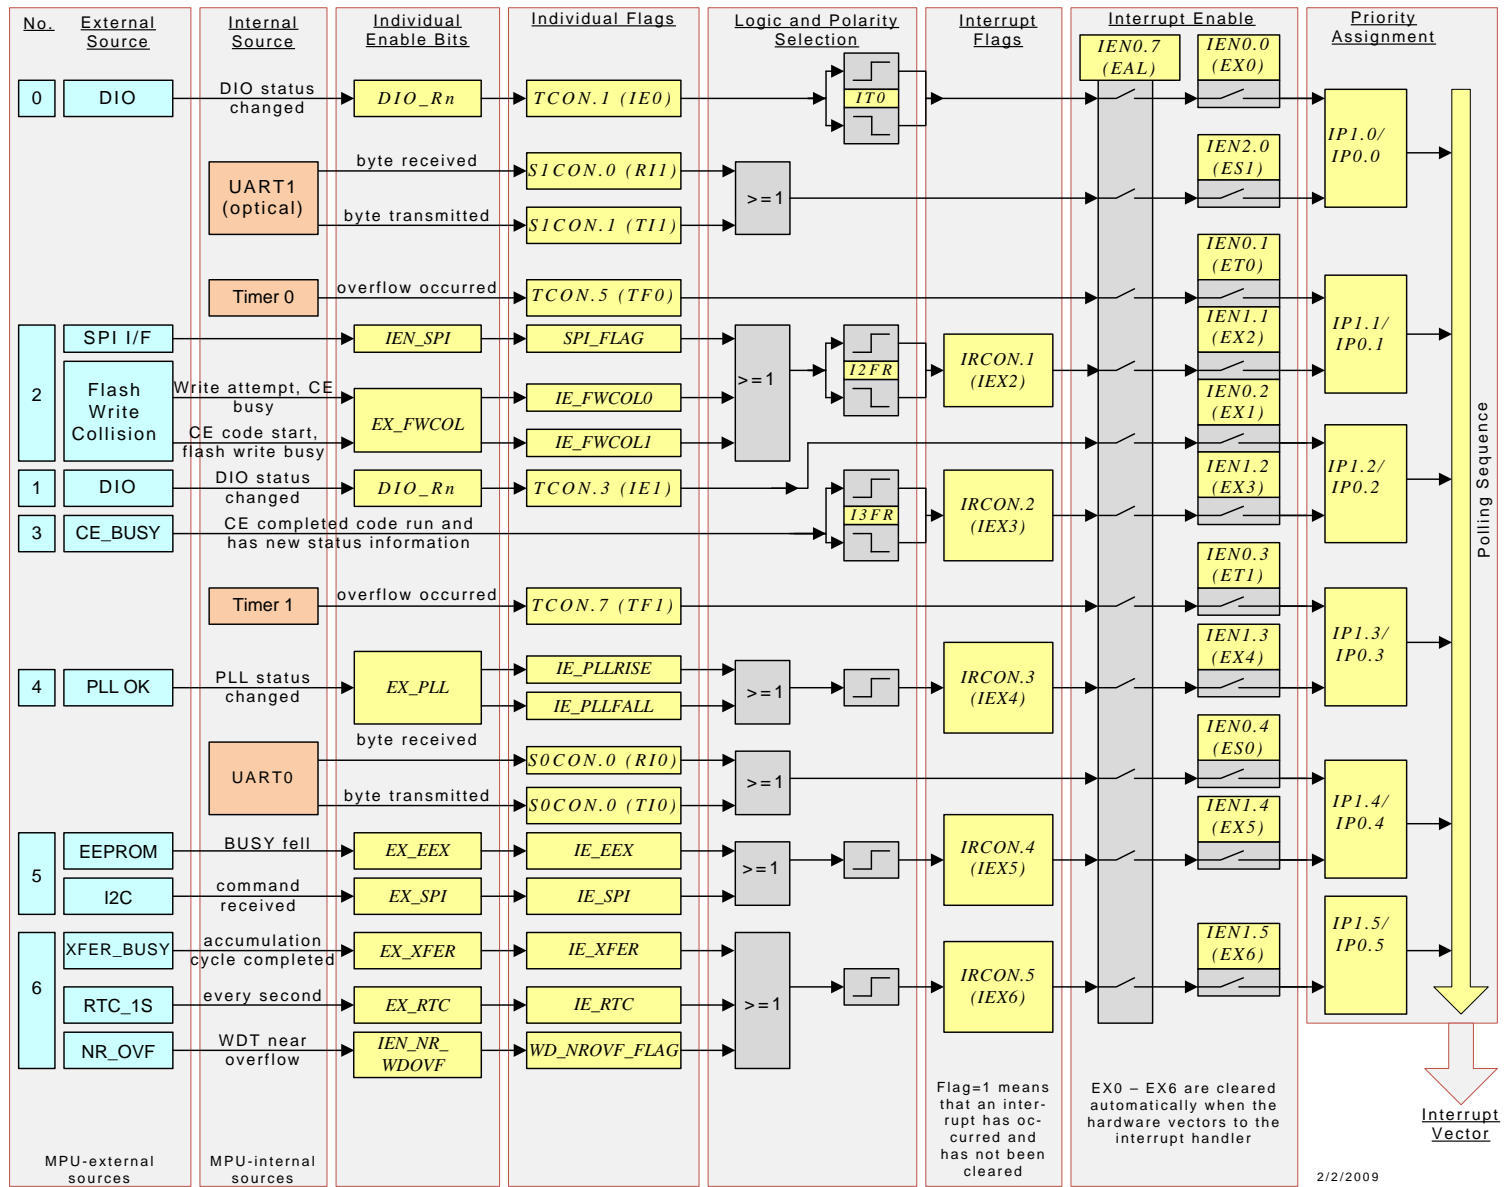 No.
External
Source
Internal
Source
Individual
Enable Bits
Individual Flags
Logic and Polarity
Selection
Interrupt
Flags
Interrupt Enable
Priority
Assignment
IEN0.7
(EAL)
IEN0.0
(EX0)
0
DIO
DIO status
changed
DIO_Rn
TCON.1 (IE0)
IT0
IP1.0/
IP0.0
UART1
(optical)
byte received
S1CON.0 (RI1)
byte transmitted
S1CON.1 (TI1)
>=1
IEN2.0
(ES1)
Timer 0
overflow occurred
TCON.5 (TF0)
IEN0.1
(ET0)
IP1.1/
IP0.1
2
SPI I/F
IEN_SPI
SPI_FLAG
Flash
Write
Collision
Write attempt, CE
busy
CE code start,
flash write busy
EX_FWCOL
IE_FWCOL0
IE_FWCOL1
>=1
I2FR
IRCON.1
(IEX2)
IEN1.1
(EX2)
1
DIO
DIO status
changed
DIO_Rn
TCON.3 (IE1)
IEN0.2
(EX1)
IP1.2/
IP0.2
3
CE_BUSY
CE completed code run and
has new status information
I3FR
IRCON.2
(IEX3)
IEN1.2
(EX3)
Polling Sequence
Timer 1
overflow occurred
TCON.7 (TF1)
IEN0.3
(ET1)
IP1.3/
IP0.3
4
PLL OK
PLL status
changed
EX_PLL
IE_PLLRISE
IE_PLLFALL
>=1
IRCON.3
(IEX4)
IEN1.3
(EX4)
UART0
byte received
S0CON.0 (RI0)
byte transmitted
S0CON.0 (TI0)
>=1
IEN0.4
(ES0)
IP1.4/
IP0.4
5
EEPROM
BUSY fell
EX_EEX
IE_EEX
I2C
command
received
EX_SPI
IE_SPI
>=1
IRCON.4
(IEX5)
IEN1.4
(EX5)
6
XFER_BUSY
accumulation
cycle completed
EX_XFER
IE_XFER
RTC_1S
every second
EX_RTC
IE_RTC
NR_OVF
WDT near
overflow
IEN_NR_
WDOVF
WD_NROVF_FLAG
>=1
IRCON.5
(IEX6)
IEN1.5
(EX6)
IP1.5/
IP0.5
Flag=1 means
that an inter-
rupt has oc-
curred and
has not been
cleared
EX0 – EX6 are cleared
automatically when the
hardware vectors to the
interrupt handler
Interrupt
Vector
MPU-external
sources
MPU-internal
sources
2/2/2009